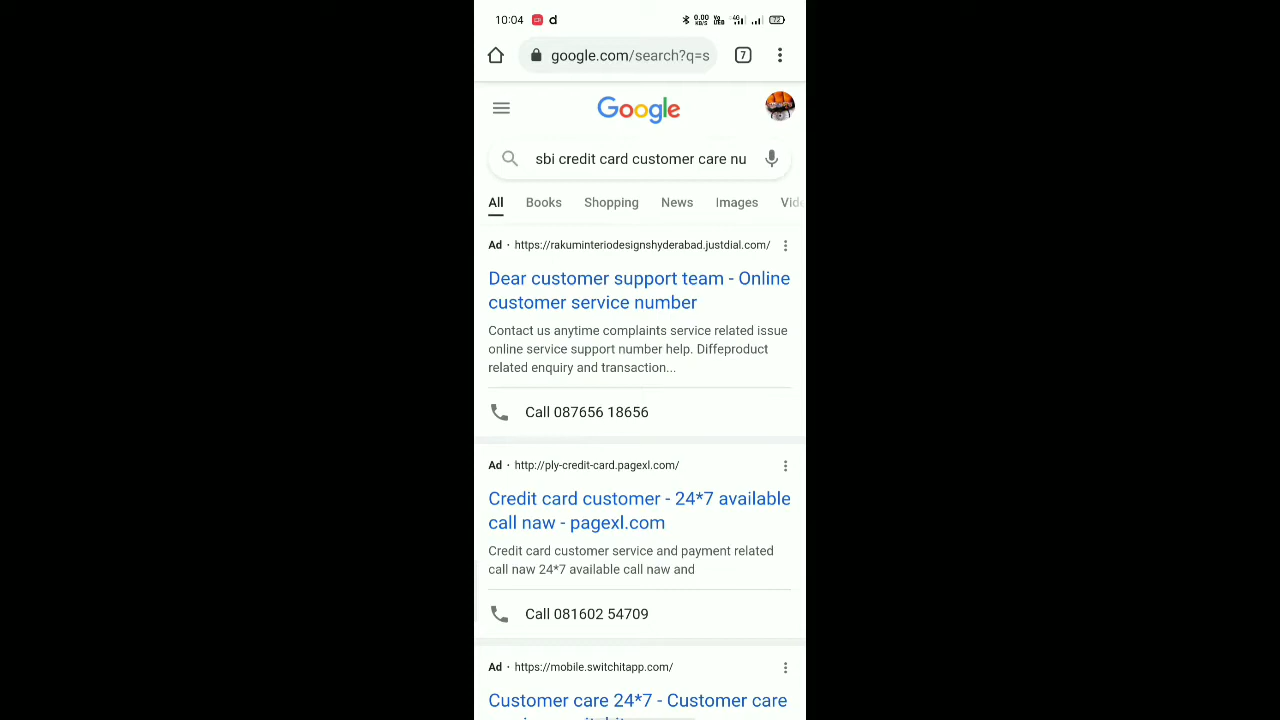 10:04 d 0.00 KB/S 4G 72
google.com/search?q=s 7
Google
sbi credit card customer care nu
All Books Shopping News Images Vid
Ad · https://rakuminteriodesignshyderabad.justdial.com/
Dear customer support team - Online
customer service number
Contact us anytime complaints service related issue
online service support number help. Diffeproduct
related enquiry and transaction...
Call 087656 18656
Ad · http://ply-credit-card.pagexl.com/
Credit card customer - 24*7 available
call naw - pagexl.com
Credit card customer service and payment related
call naw 24*7 available call naw and
Call 081602 54709
Ad · https://mobile.switchitapp.com/
Customer care 24*7 - Customer care